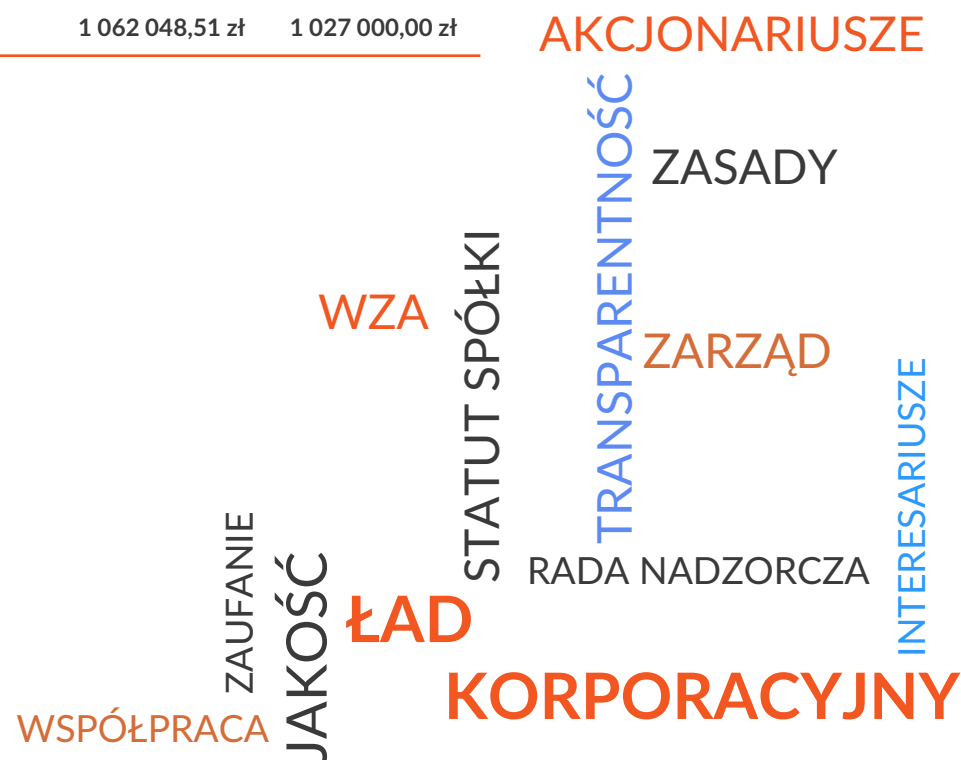 1 062 048,51 zł 1 027 000,00 zł
AKCJONARIUSZE
TRANSPARENTNOŚĆ
ZASADY
STATUT SPÓŁKI
WZA
ZARZĄD
INTERESARIUSZE
ZAUFANIE
JAKOŚĆ
RADA NADZORCZA
ŁAD
KORPORACYJNY
WSPÓŁPRACA